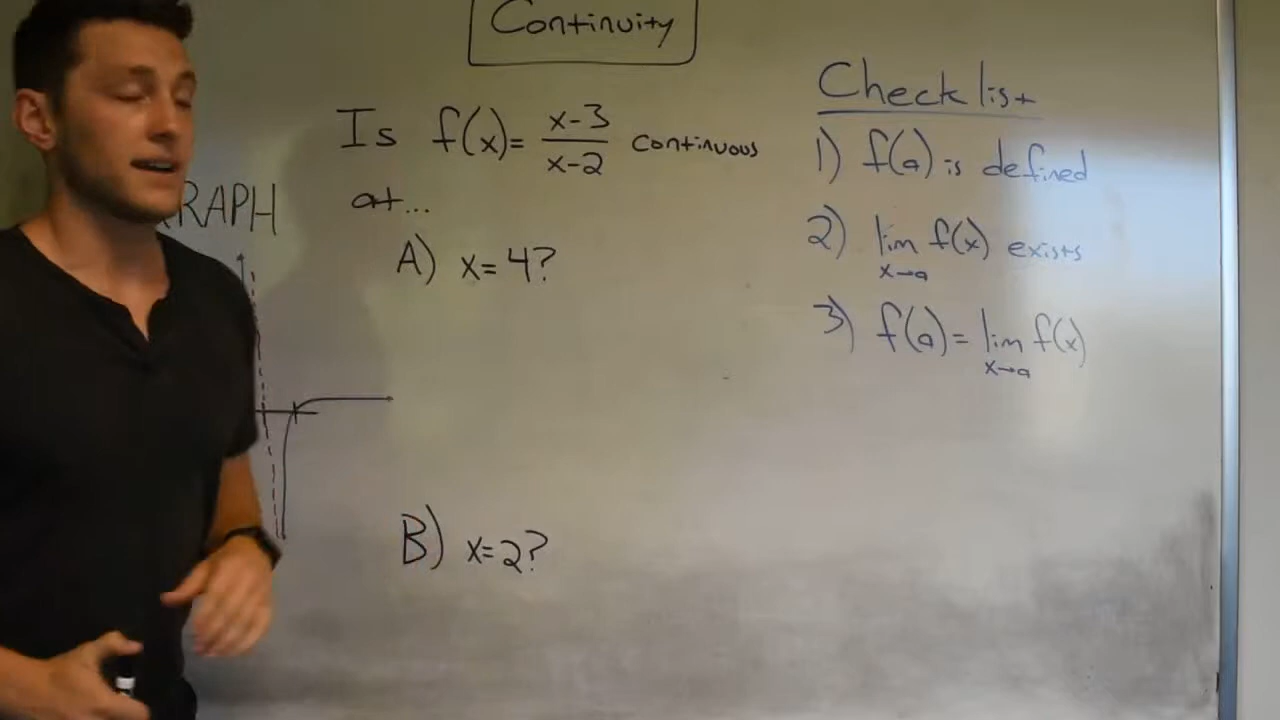 Continuity
Is f(x)= x-3/x-2 continuous
at...
A) x=4?
B) x=2?
RAPH
Checklist
1) f(a) is defined
2) lim x→a f(x) exists
3) f(a)= lim x→a f(x)